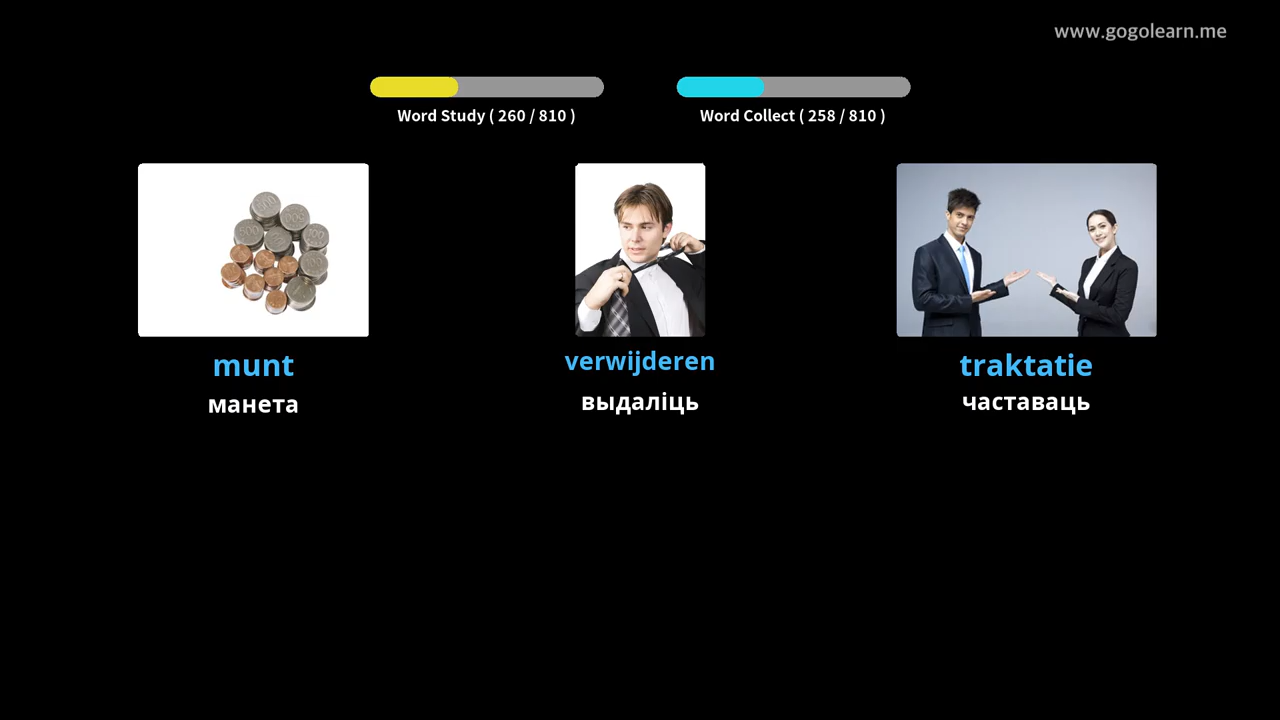 www.gogolearn.me
Word Study ( 260 / 810 )
Word Collect ( 258 / 810 )
munt
манета
verwijderen
выдаліць
traktatie
частаваць